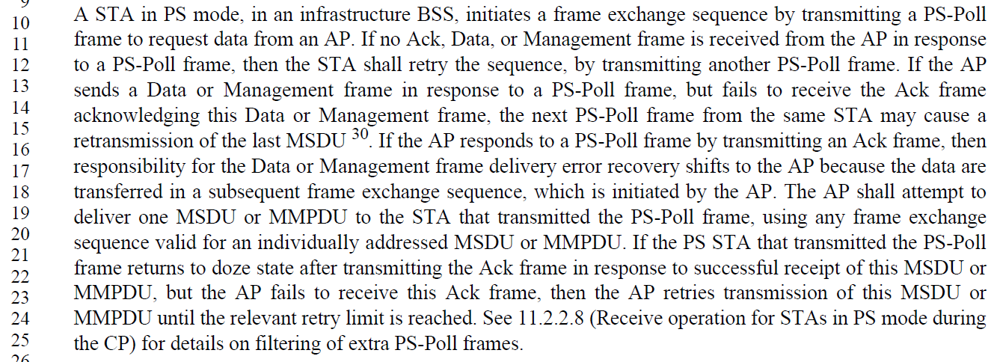 9
10 A STA in PS mode, in an infrastructure BSS, initiates a frame exchange sequence by transmitting a PS-Poll
11 frame to request data from an AP. If no Ack, Data, or Management frame is received from the AP in response
12 to a PS-Poll frame, then the STA shall retry the sequence, by transmitting another PS-Poll frame. If the AP
13 sends a Data or Management frame in response to a PS-Poll frame, but fails to receive the Ack frame
14 acknowledging this Data or Management frame, the next PS-Poll frame from the same STA may cause a
15 retransmission of the last MSDU 30. If the AP responds to a PS-Poll frame by transmitting an Ack frame, then
16
17 responsibility for the Data or Management frame delivery error recovery shifts to the AP because the data are
18 transferred in a subsequent frame exchange sequence, which is initiated by the AP. The AP shall attempt to
19 deliver one MSDU or MMPDU to the STA that transmitted the PS-Poll frame, using any frame exchange
20 sequence valid for an individually addressed MSDU or MMPDU. If the PS STA that transmitted the PS-Poll
21 frame returns to doze state after transmitting the Ack frame in response to successful receipt of this MSDU or
22
23 MMPDU, but the AP fails to receive this Ack frame, then the AP retries transmission of this MSDU or
24 MMPDU until the relevant retry limit is reached. See 11.2.2.8 (Receive operation for STAs in PS mode during
25 the CP) for details on filtering of extra PS-Poll frames.
26